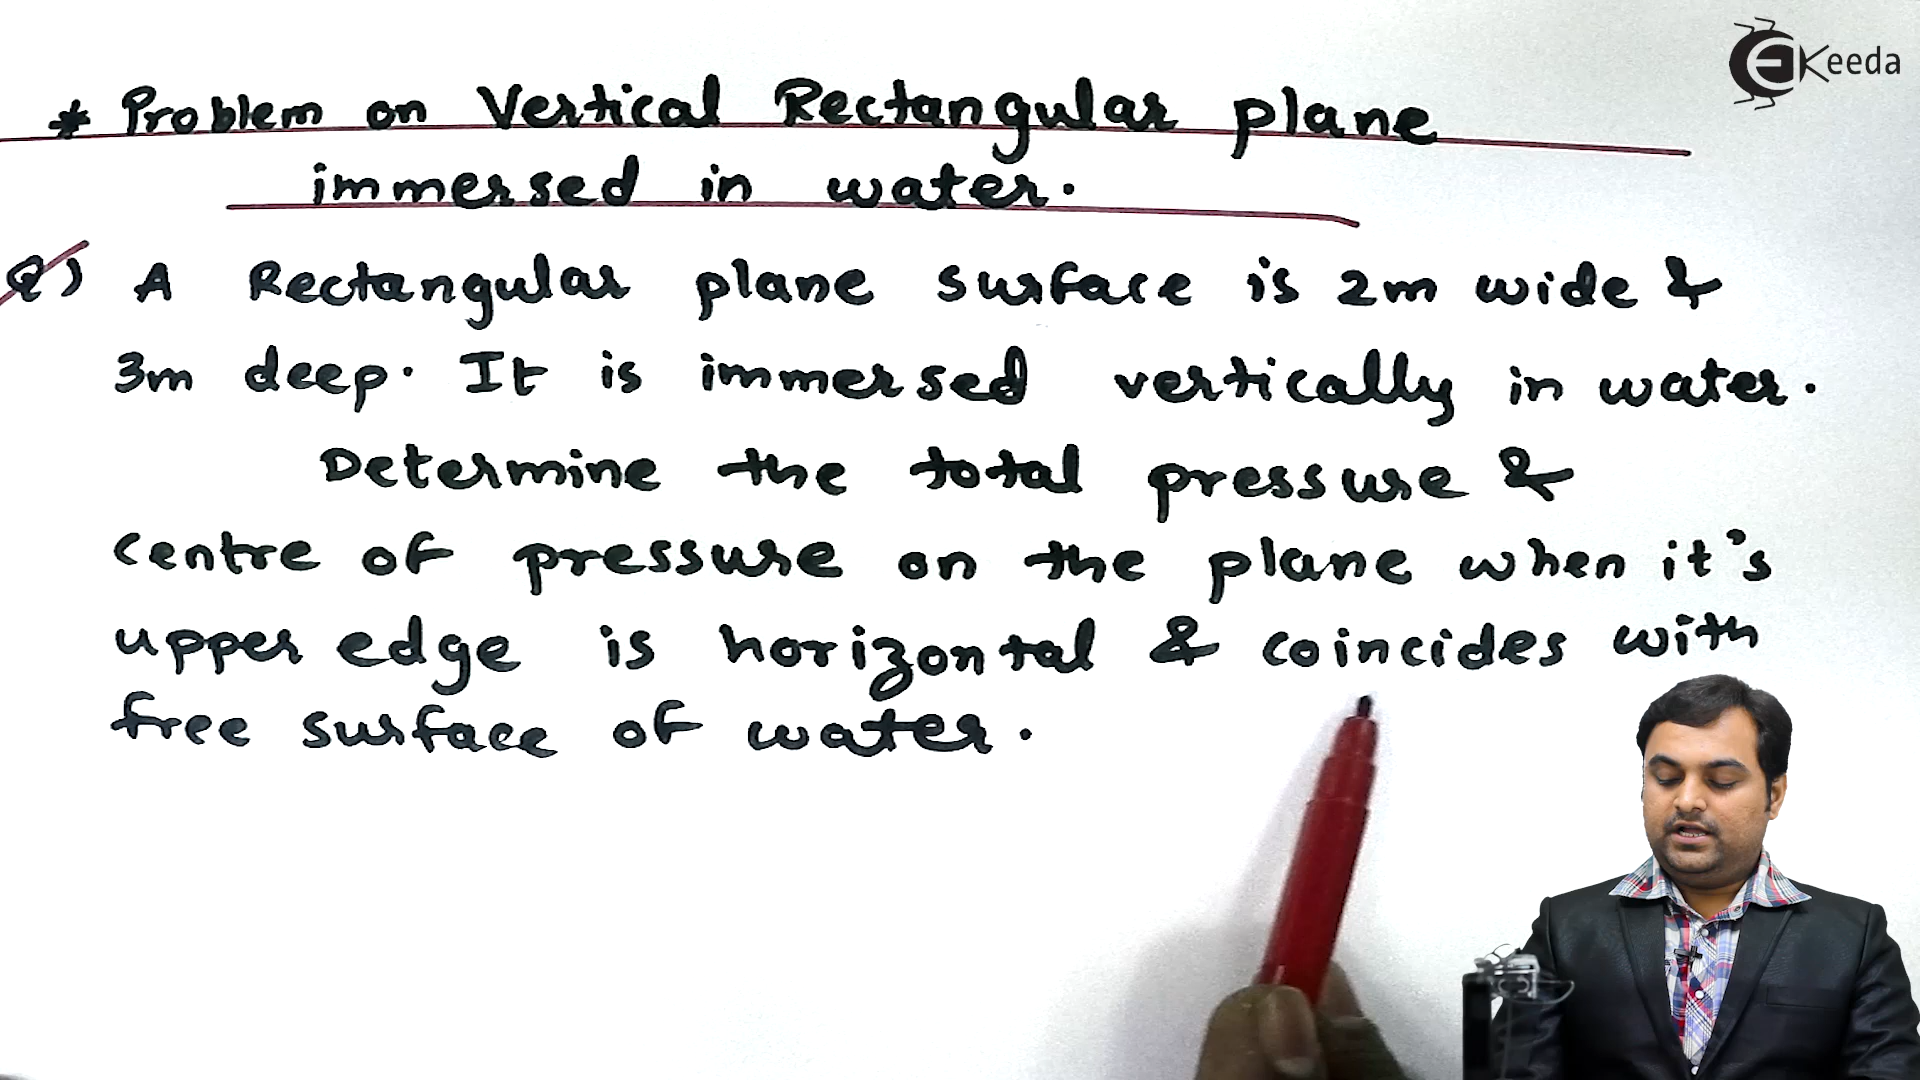 EKeeda
* Problem on Vertical Rectangular plane
immersed in water.
Q) A Rectangular plane surface is 2m wide &
3m deep. It is immersed vertically in water.
Determine the total pressure &
centre of pressure on the plane when it's
upper edge is horizontal & coincides with
free surface of water.